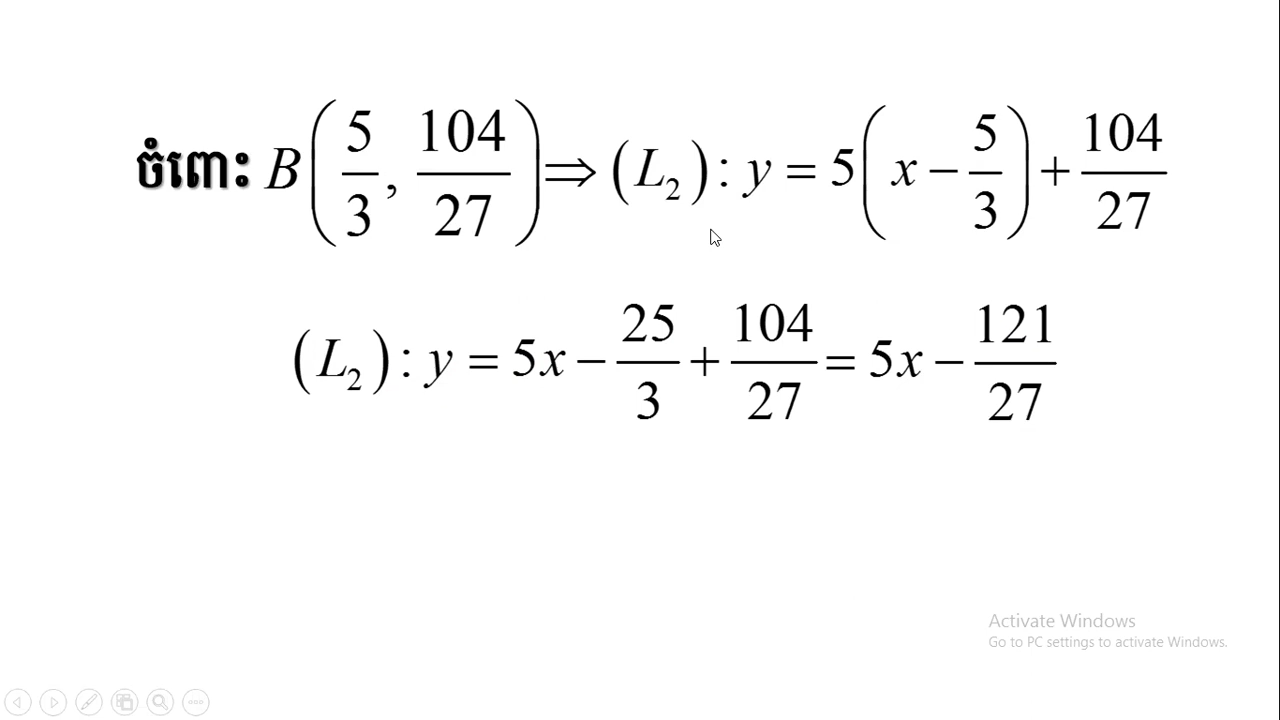 ចំពោះ B(5/3, 104/27) ⇒ (L₂) : y = 5(x − 5/3) + 104/27
(L₂) : y = 5x − 25/3 + 104/27 = 5x − 121/27
Activate Windows
Go to PC settings to activate Windows.